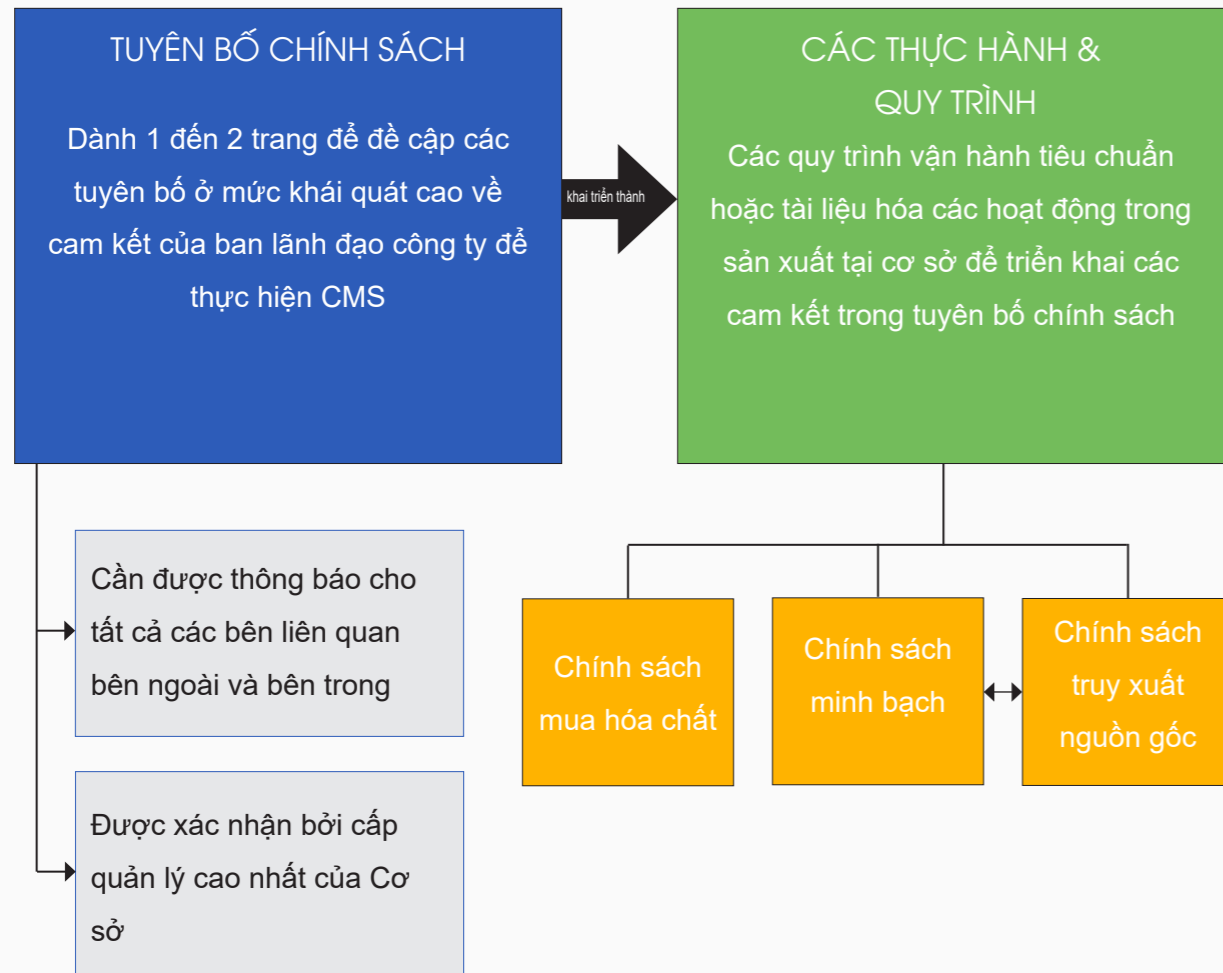 TUYÊN BỐ CHÍNH SÁCH
Dành 1 đến 2 trang để đề cập các
tuyên bố ở mức khái quát cao về
cam kết của ban lãnh đạo công ty để
thực hiện CMS
khai triển thành
CÁC THỰC HÀNH &
QUY TRÌNH
Các quy trình vận hành tiêu chuẩn
hoặc tài liệu hóa các hoạt động trong
sản xuất tại cơ sở để triển khai các
cam kết trong tuyên bố chính sách
Cần được thông báo cho
tất cả các bên liên quan
bên ngoài và bên trong
Được xác nhận bởi cấp
quản lý cao nhất của Cơ
sở
Chính sách
mua hóa chất
Chính sách
minh bạch
Chính sách
truy xuất
nguồn gốc